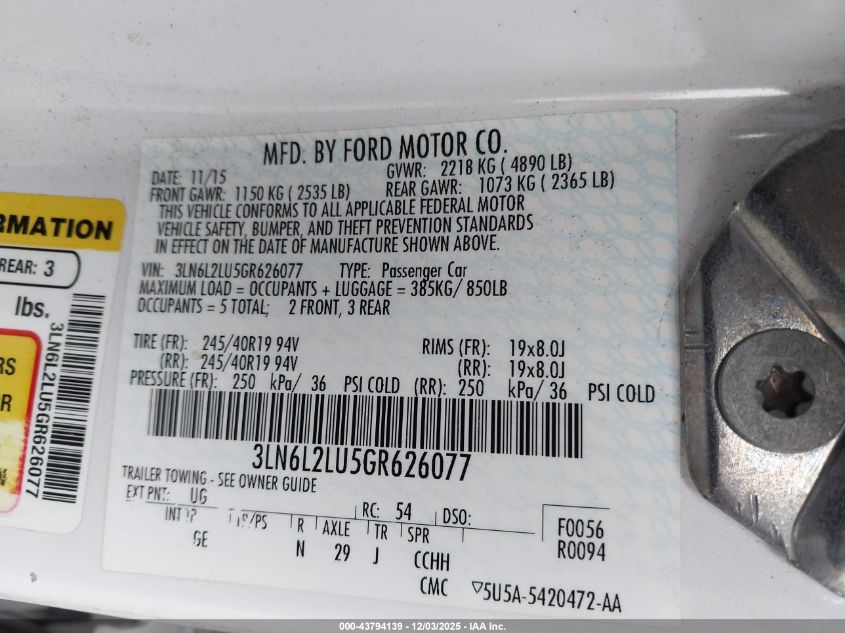 MFD. BY FORD MOTOR CO.
DATE: 11/15 GVWR: 2218 KG ( 4890 LB)
FRONT GAWR: 1150 KG ( 2535 LB) REAR GAWR: 1073 KG ( 2365 LB)
THIS VEHICLE CONFORMS TO ALL APPLICABLE FEDERAL MOTOR
VEHICLE SAFETY, BUMPER, AND THEFT PREVENTION STANDARDS
IN EFFECT ON THE DATE OF MANUFACTURE SHOWN ABOVE.
VIN: 3LN6L2LU5GR626077 TYPE: Passenger Car
MAXIMUM LOAD = OCCUPANTS + LUGGAGE = 385KG/ 850LB
OCCUPANTS = 5 TOTAL; 2 FRONT, 3 REAR
TIRE (FR): 245/40R19 94V RIMS (FR): 19x8.0J
(RR): 245/40R19 94V (RR): 19x8.0J
PRESSURE (FR): 250 kPa/ 36 PSI COLD (RR): 250 kPa/ 36 PSI COLD
3LN6L2LU5GR626077
TRAILER TOWING - SEE OWNER GUIDE
EXT PNT: UG RC: 54 DSO: F0056
R0094
INT TP/PS R AXLE TR SPR
GE N 29 J CCHH
CMC ▽5U5A-5420472-AA
RMATION
REAR: 3
lbs.
RS
R
N
3LN6L2LU5GR626077
000-43794139 - 12/03/2025 - IAA Inc.